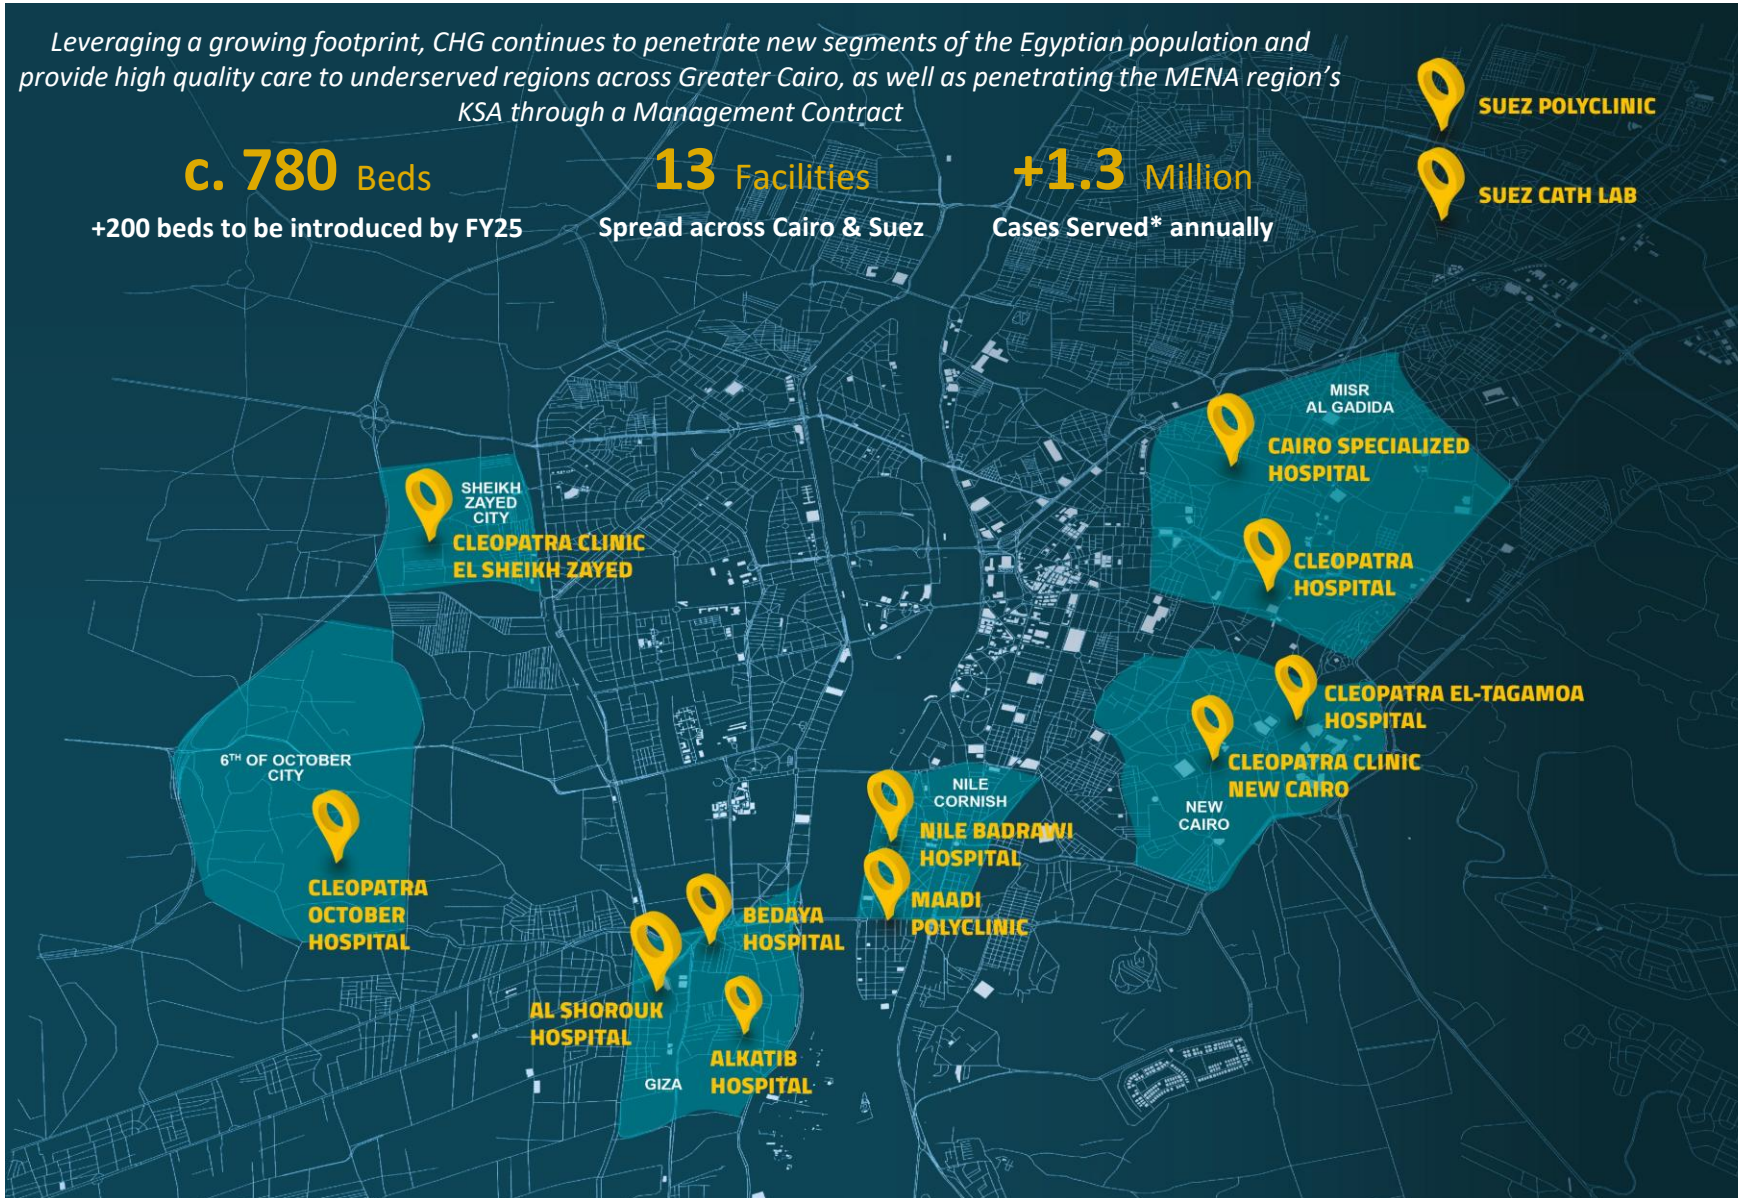 Leveraging a growing footprint, CHG continues to penetrate new segments of the Egyptian population and
provide high quality care to underserved regions across Greater Cairo, as well as penetrating the MENA region's
KSA through a Management Contract
c. 780 Beds
+200 beds to be introduced by FY25
13 Facilities
Spread across Cairo & Suez
+1.3 Million
Cases Served* annually
SUEZ POLYCLINIC
SUEZ CATH LAB
MISR
AL GADIDA
CAIRO SPECIALIZED
HOSPITAL
CLEOPATRA
HOSPITAL
SHEIKH
ZAYED
CITY
CLEOPATRA CLINIC
EL SHEIKH ZAYED
CLEOPATRA EL-TAGAMOA
HOSPITAL
CLEOPATRA CLINIC
NEW CAIRO
NEW
CAIRO
6TH OF OCTOBER
CITY
CLEOPATRA
OCTOBER
HOSPITAL
NILE
CORNISH
NILE BADRAWI
HOSPITAL
MAADI
POLYCLINIC
BEDAYA
HOSPITAL
AL SHOROUK
HOSPITAL
ALKATIB
HOSPITAL
GIZA